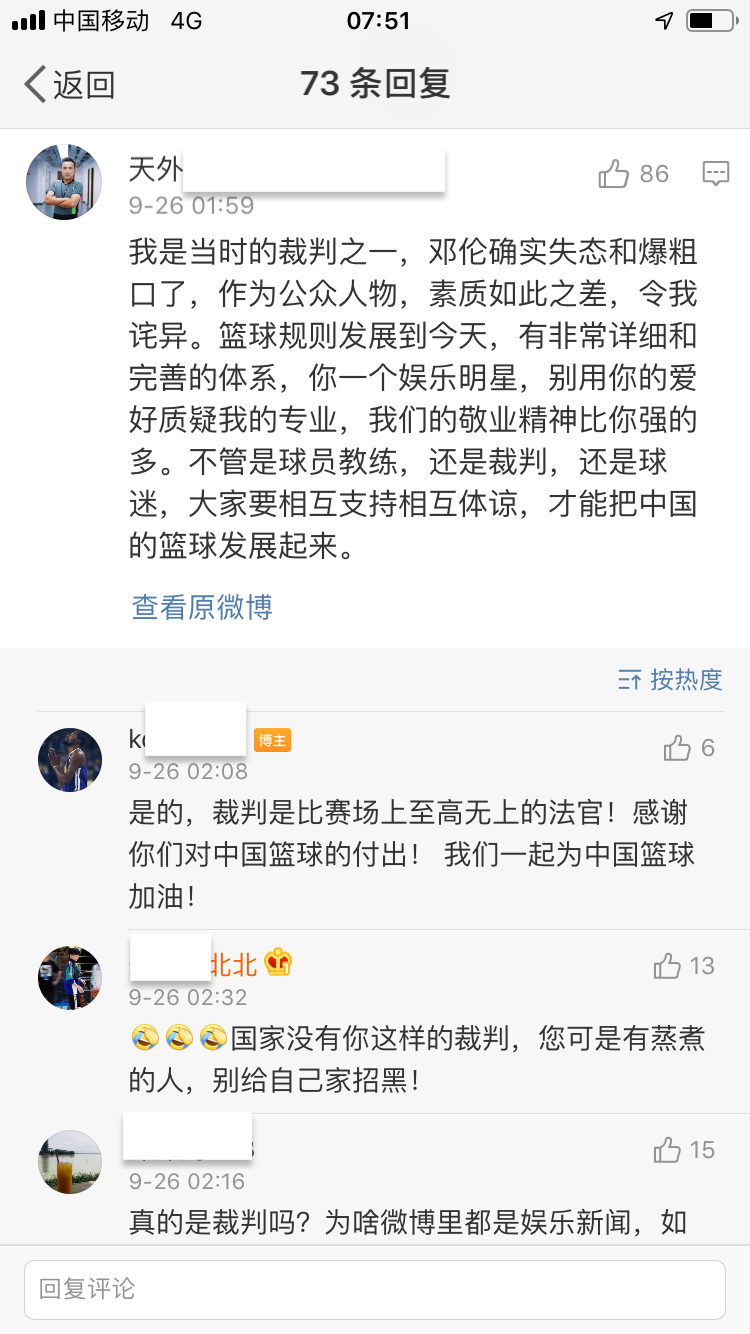 中国移动 4G 07:51
返回 73 条回复
天外 86
9-26 01:59
我是当时的裁判之一，邓伦确实失态和爆粗
口了，作为公众人物，素质如此之差，令我
诧异。篮球规则发展到今天，有非常详细和
完善的体系，你一个娱乐明星，别用你的爱
好质疑我的专业，我们的敬业精神比你强的
多。不管是球员教练，还是裁判，还是球
迷，大家要相互支持相互体谅，才能把中国
的篮球发展起来。
查看原微博
按热度
k 博主 6
9-26 02:08
是的，裁判是比赛场上至高无上的法官！感谢
你们对中国篮球的付出！ 我们一起为中国篮球
加油！
北北 13
9-26 02:32
🤣🤣🤣国家没有你这样的裁判，您可是有蒸煮
的人，别给自己家招黑！
15
9-26 02:16
真的是裁判吗？为啥微博里都是娱乐新闻，如
回复评论